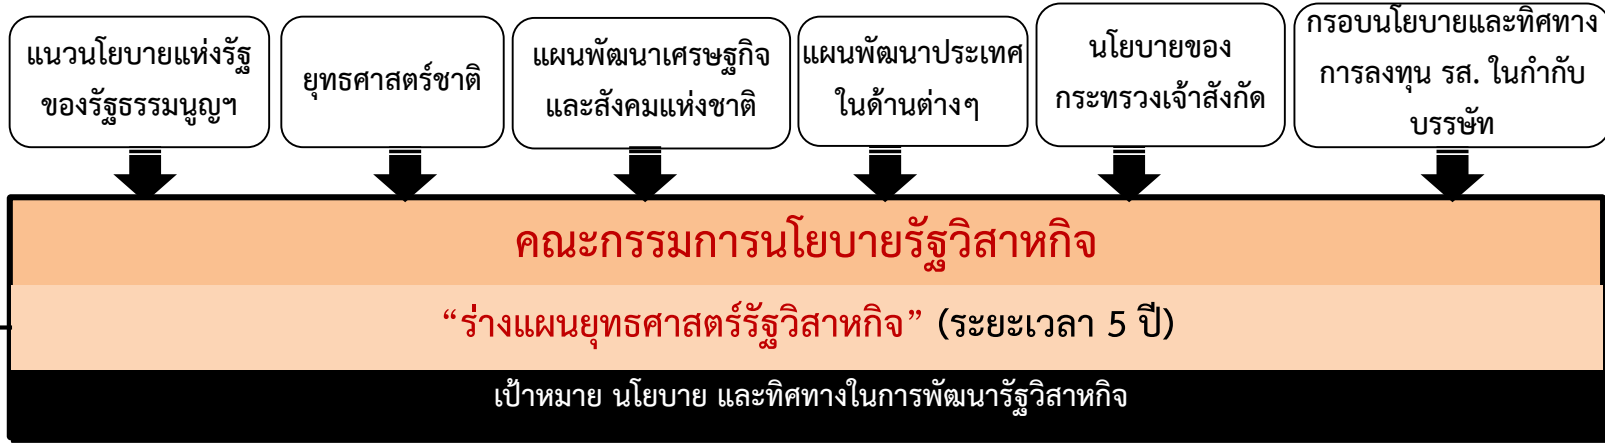 แนวนโยบายแห่งรัฐ
ของรัฐธรรมนูญฯ
ยุทธศาสตร์ชาติ
แผนพัฒนาเศรษฐกิจ
และสังคมแห่งชาติ
แผนพัฒนาประเทศ
ในด้านต่างๆ
นโยบายของ
กระทรวงเจ้าสังกัด
กรอบนโยบายและทิศทาง
การลงทุน รส. ในกำกับ
บรรษัท
คณะกรรมการนโยบายรัฐวิสาหกิจ
“ร่างแผนยุทธศาสตร์รัฐวิสาหกิจ” (ระยะเวลา 5 ปี)
เป้าหมาย นโยบาย และทิศทางในการพัฒนารัฐวิสาหกิจ